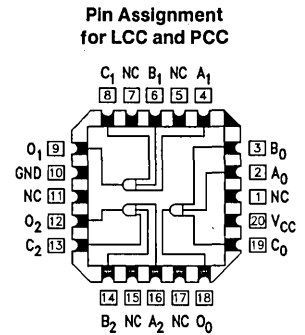 Pin Assignment
for LCC and PCC
C1 NC B1 NC A1
8 7 6 5 4
O1 9 3 B0
GND 10 2 A0
NC 11 1 NC
O2 12 20 VCC
C2 13 19 C0
14 15 16 17 18
B2 NC A2 NC O0